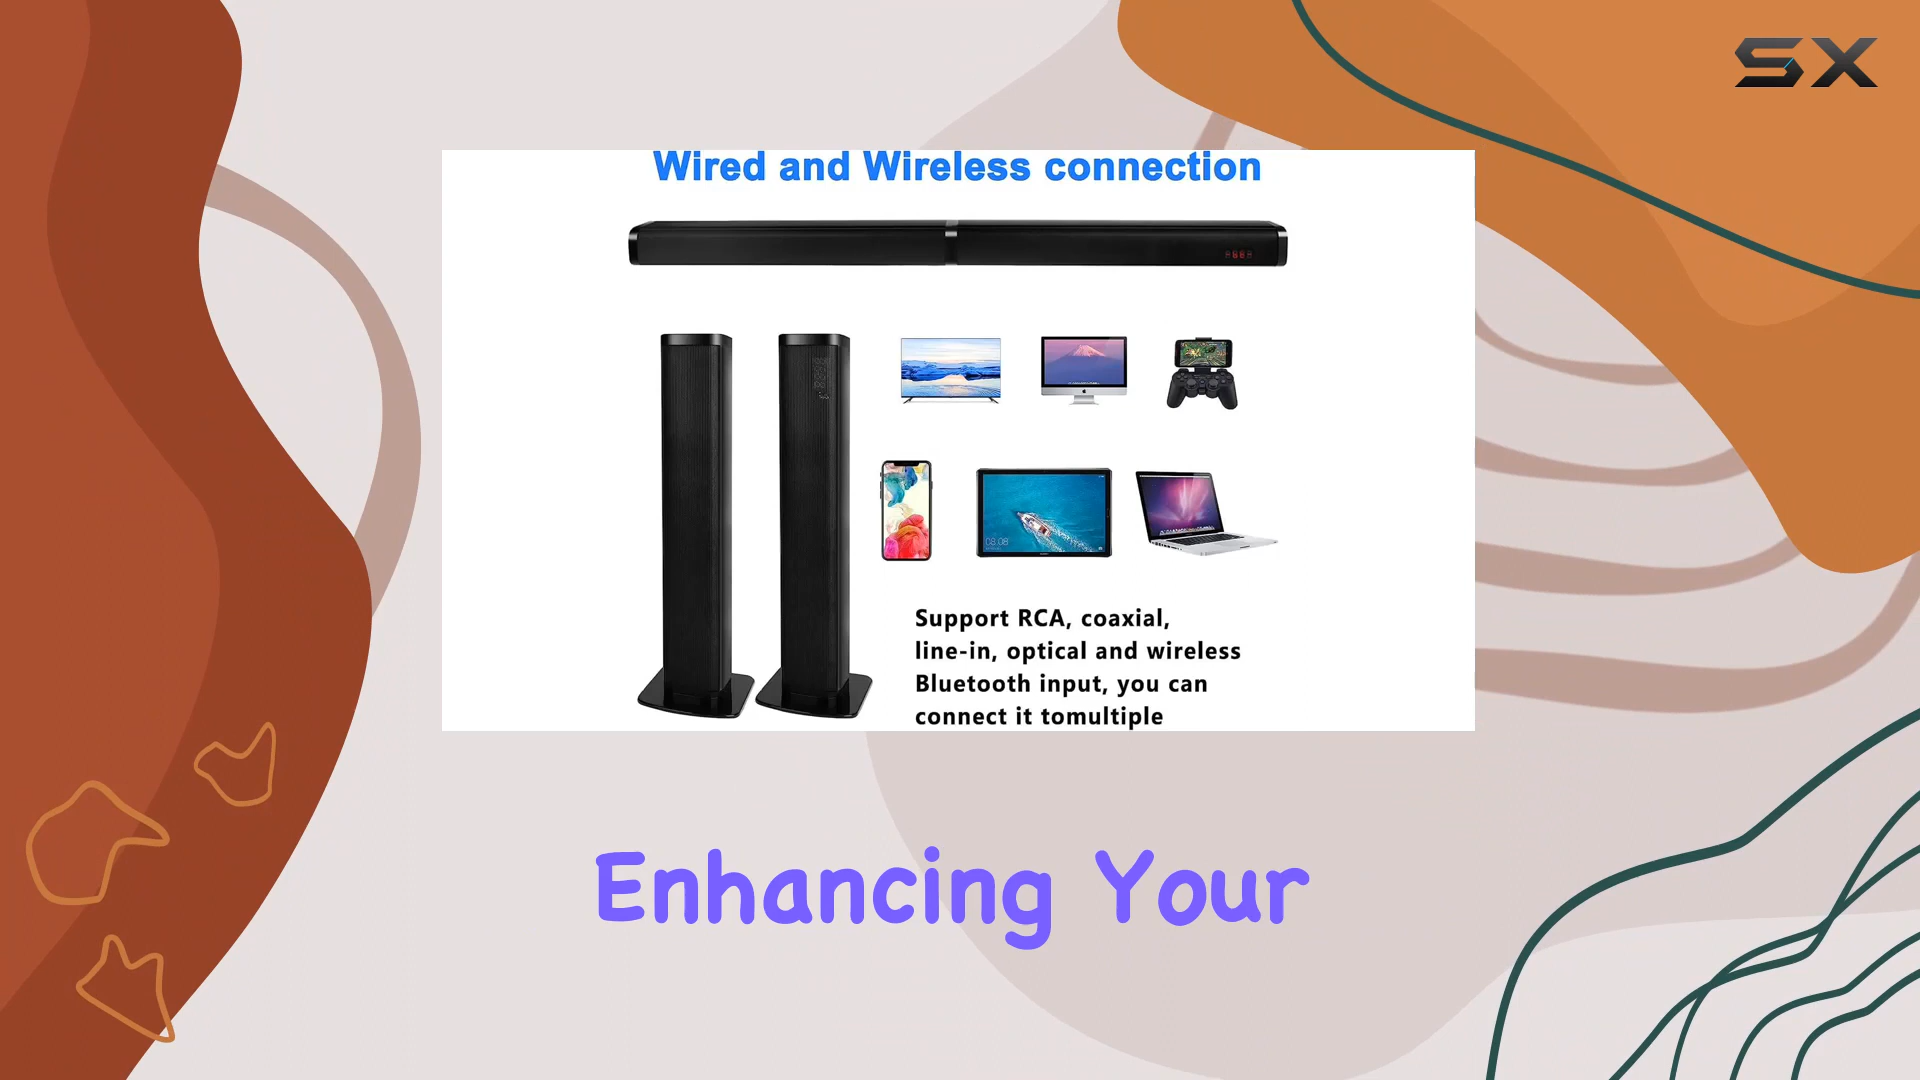 SX
Wired and Wireless connection
Support RCA, coaxial,
line-in, optical and wireless
Bluetooth input, you can
connect it tomultiple
Enhancing Your